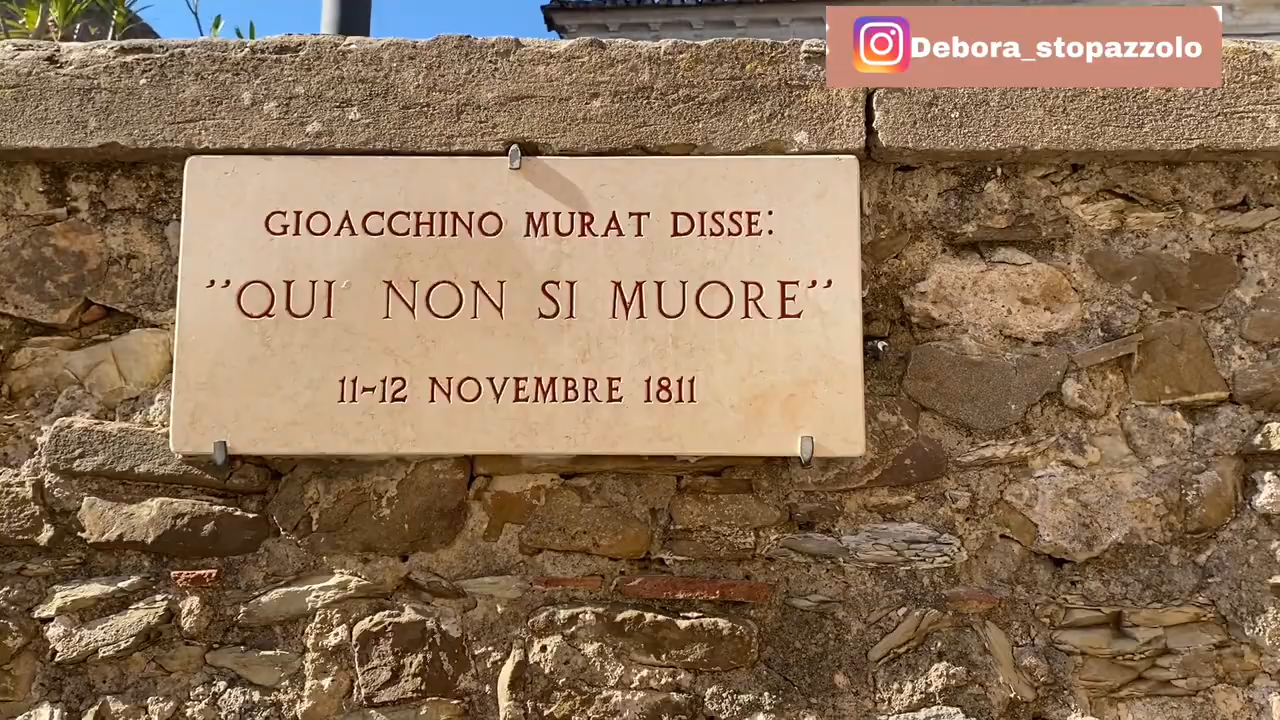 Debora_stopazzolo
GIOACCHINO MURAT DISSE:
"QUI NON SI MUORE"
11-12 NOVEMBRE 1811